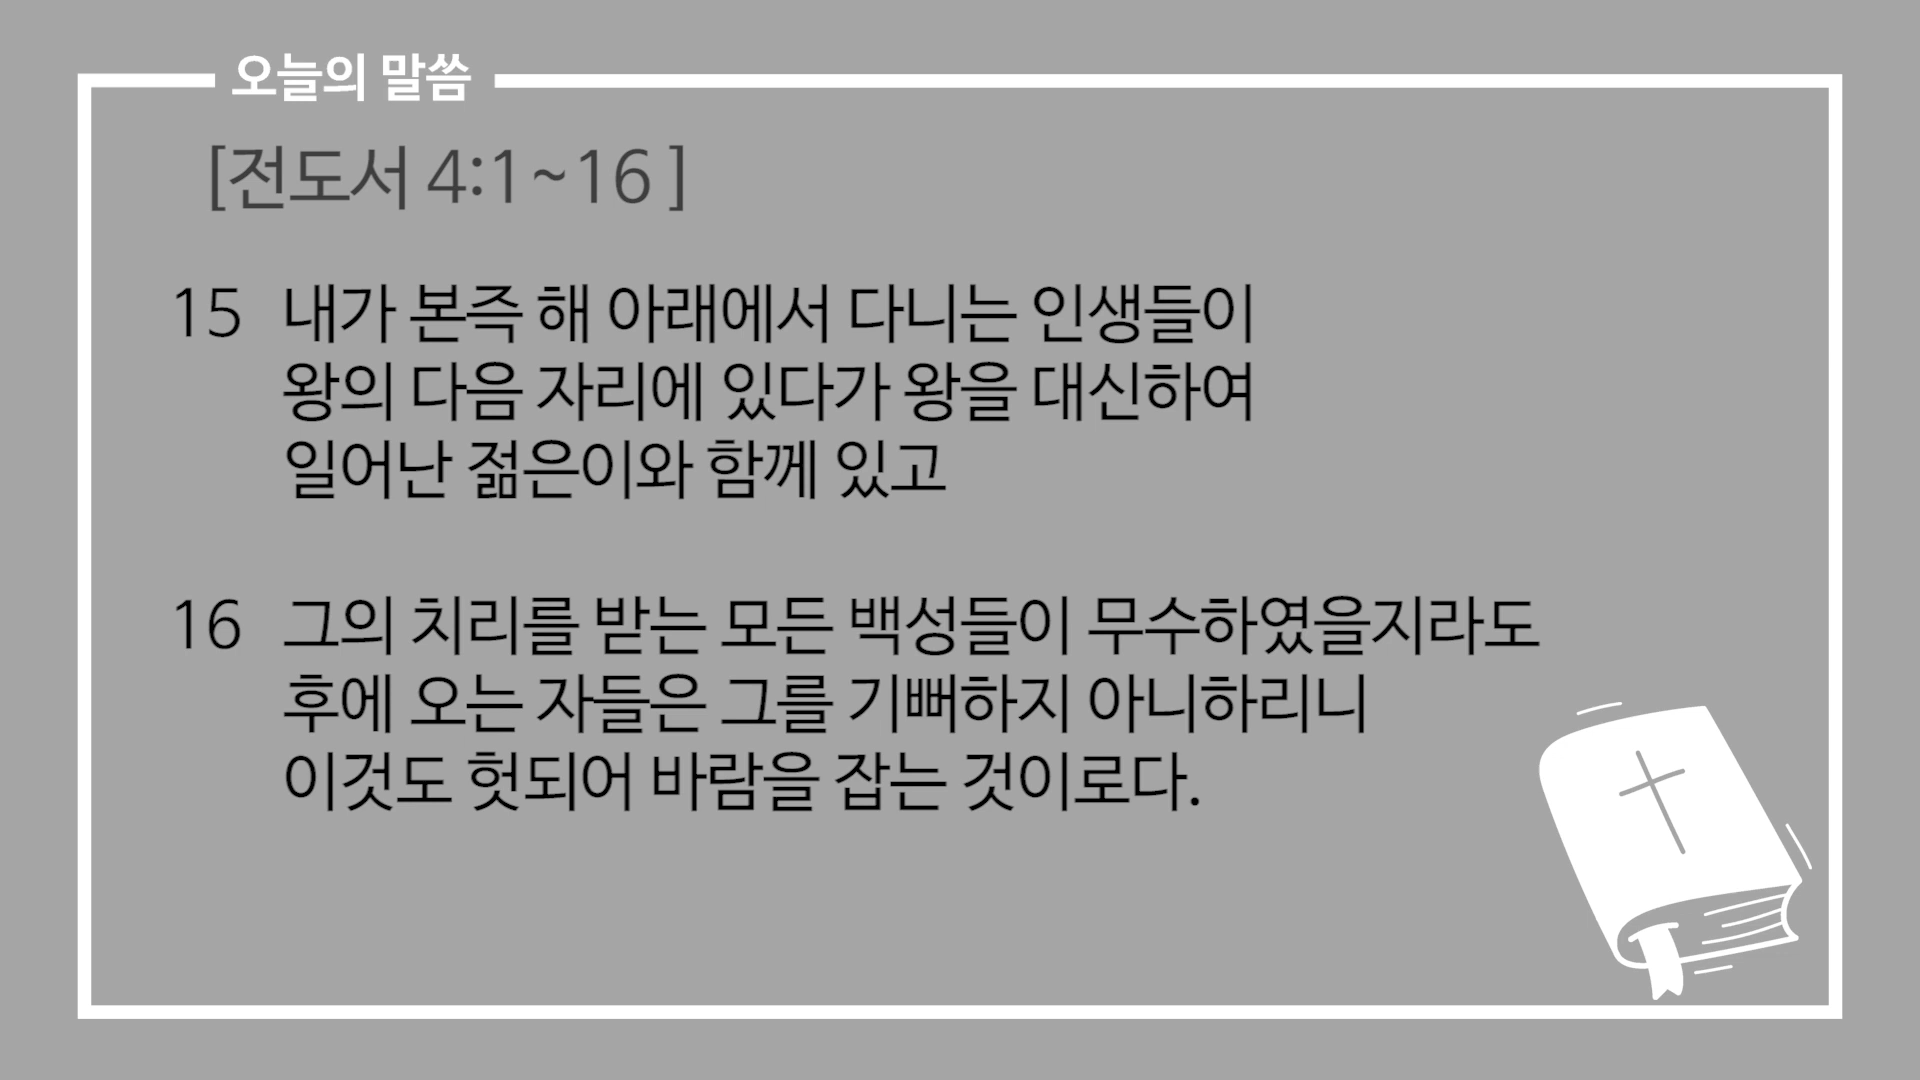 오늘의 말씀
[전도서 4:1~16 ]
15 내가 본즉 해 아래에서 다니는 인생들이
왕의 다음 자리에 있다가 왕을 대신하여
일어난 젊은이와 함께 있고
16 그의 치리를 받는 모든 백성들이 무수하였을지라도
후에 오는 자들은 그를 기뻐하지 아니하리니
이것도 헛되어 바람을 잡는 것이로다.